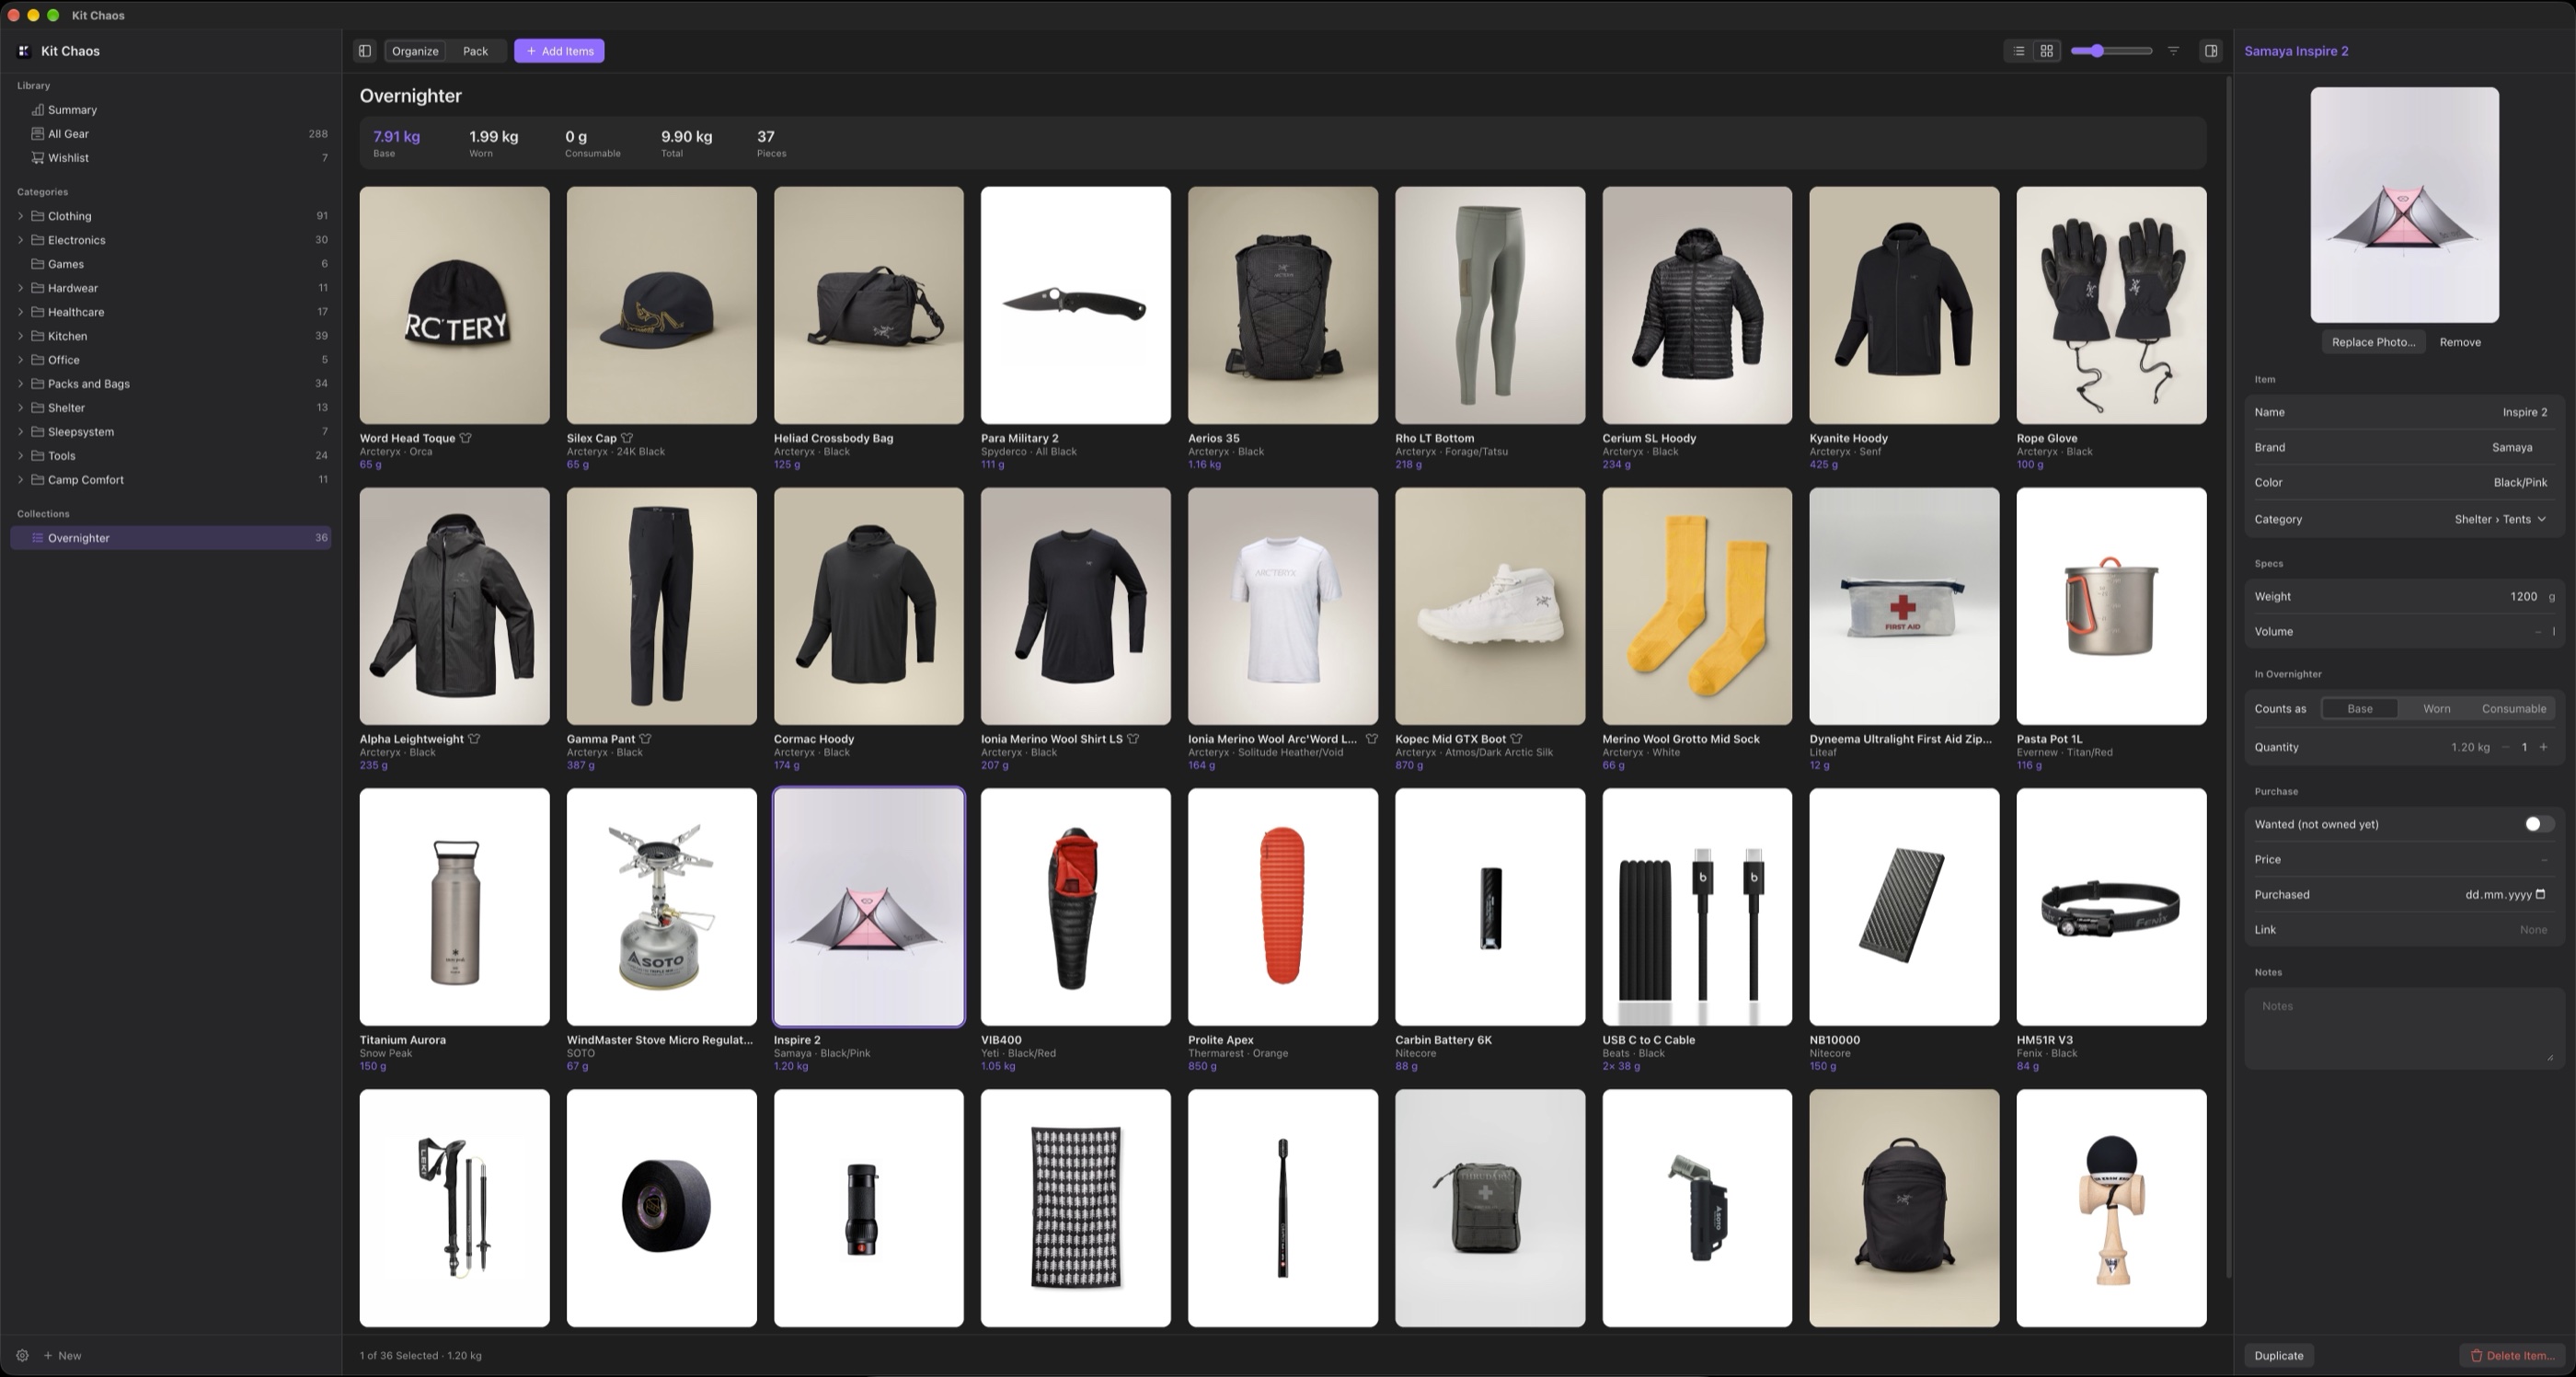 Kit Chaos
Kit Chaos
Library
Summary
All Gear 288
Wishlist 7
Categories
Clothing 91
Electronics 30
Games 6
Hardwear 11
Healthcare 17
Kitchen 39
Office 5
Packs and Bags 34
Shelter 13
Sleepsystem 7
Tools 24
Camp Comfort 11
Collections
Overnighter 36
+ New
Organize Pack + Add Items
Overnighter
7.91 kg 1.99 kg 0 g 9.90 kg 37
Base Worn Consumable Total Pieces
RC'TERY
Word Head Toque Silex Cap Heliad Crossbody Bag Para Military 2 Aerios 35 Rho LT Bottom Cerium SL Hoody Kyanite Hoody Rope Glove
Arcteryx · Orca Arcteryx · 24K Black Arcteryx · Black Spyderco · All Black Arcteryx · Black Arcteryx · Forage/Tatsu Arcteryx · Black Arcteryx · Senf Arcteryx · Black
65 g 65 g 125 g 111 g 1.16 kg 218 g 234 g 425 g 100 g
ARC'TERYX
FIRST AID
Alpha Leightweight Gamma Pant Cormac Hoody Ionia Merino Wool Shirt LS Ionia Merino Wool Arc'Word L... Kopec Mid GTX Boot Merino Wool Grotto Mid Sock Dyneema Ultralight First Aid Zip... Pasta Pot 1L
Arcteryx · Black Arcteryx · Black Arcteryx · Black Arcteryx · Black Arcteryx · Solitude Heather/Void Arcteryx · Atmos/Dark Arctic Silk Arcteryx · White Liteaf Evernew · Titan/Red
235 g 387 g 174 g 207 g 164 g 870 g 66 g 12 g 116 g
SOTO
b b
FENIX
Titanium Aurora WindMaster Stove Micro Regulat... Inspire 2 VIB400 Prolite Apex Carbin Battery 6K USB C to C Cable NB10000 HM51R V3
Snow Peak SOTO Samaya · Black/Pink Yeti · Black/Red Thermarest · Orange Nitecore Beats · Black Nitecore Fenix · Black
150 g 67 g 1.20 kg 1.05 kg 850 g 88 g 2× 38 g 150 g 84 g
LEKI
SOTO
1 of 36 Selected · 1.20 kg
Samaya Inspire 2
Replace Photo... Remove
Item
Name Inspire 2
Brand Samaya
Color Black/Pink
Category Shelter › Tents
Specs
Weight 1200 g
Volume – l
In Overnighter
Counts as Base Worn Consumable
Quantity 1.20 kg − 1 +
Purchase
Wanted (not owned yet)
Price –
Purchased dd.mm.yyyy
Link None
Notes
Notes
Duplicate Delete Item...